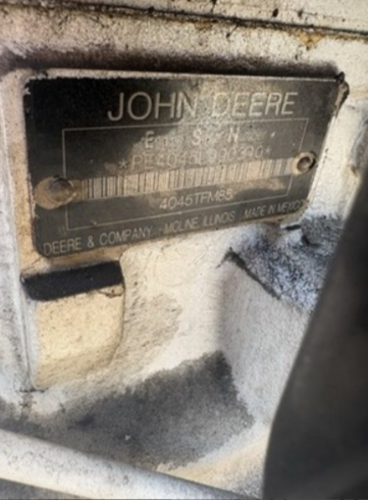 JOHN DEERE
E S N
4045TFM85
DEERE & COMPANY MOLINE, ILLINOIS MADE IN MEXICO